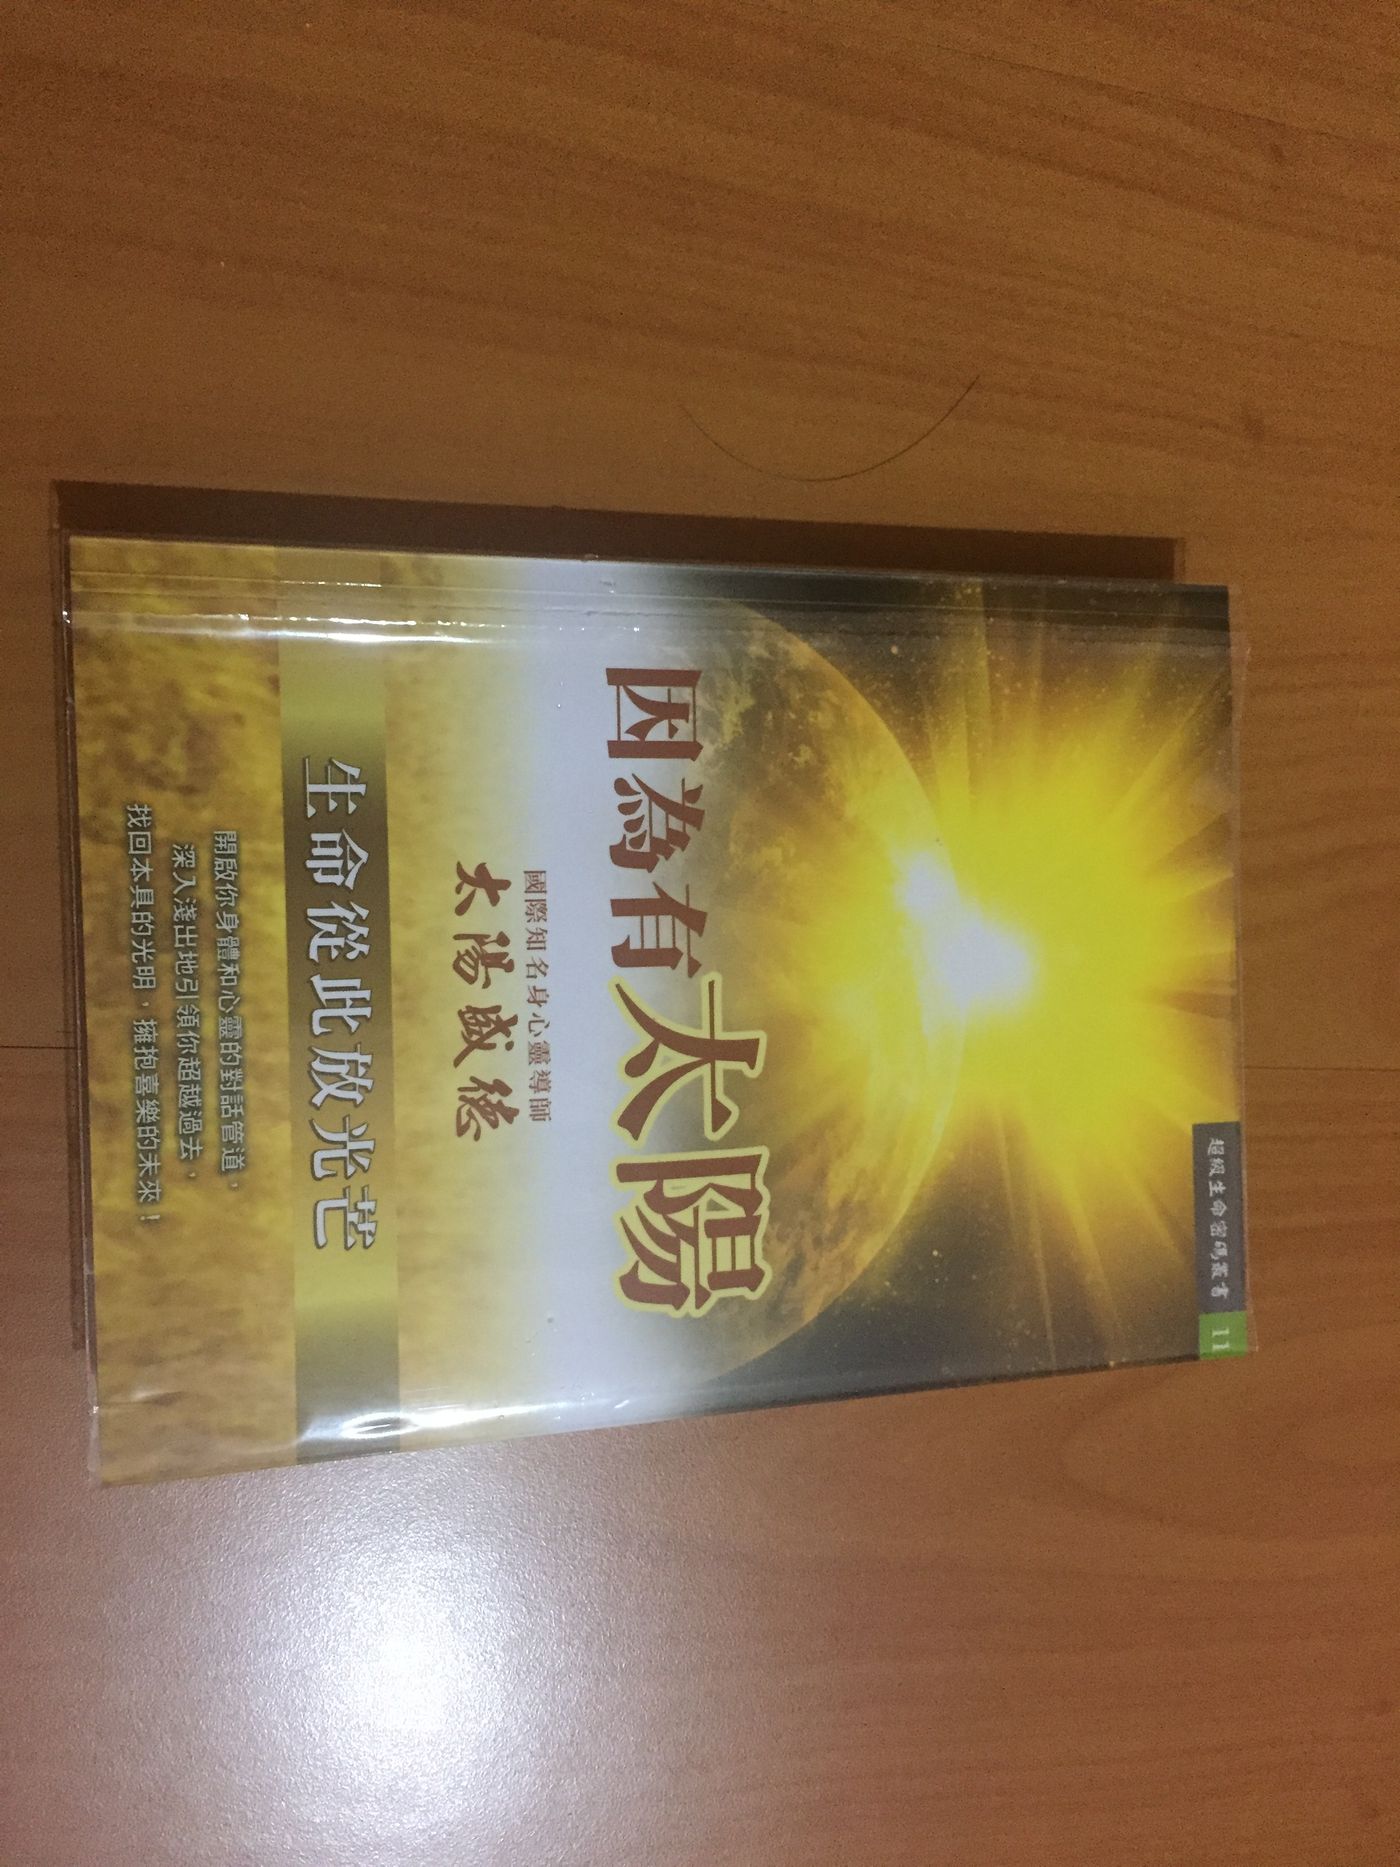 超級生命密碼叢書 11
因為有太陽
國際知名身心靈導師
太陽盛德
生命從此放光芒
開啟你身體和心靈的對話管道，
深入淺出地引領你超越過去，
找回本具的光明，擁抱喜樂的未來！